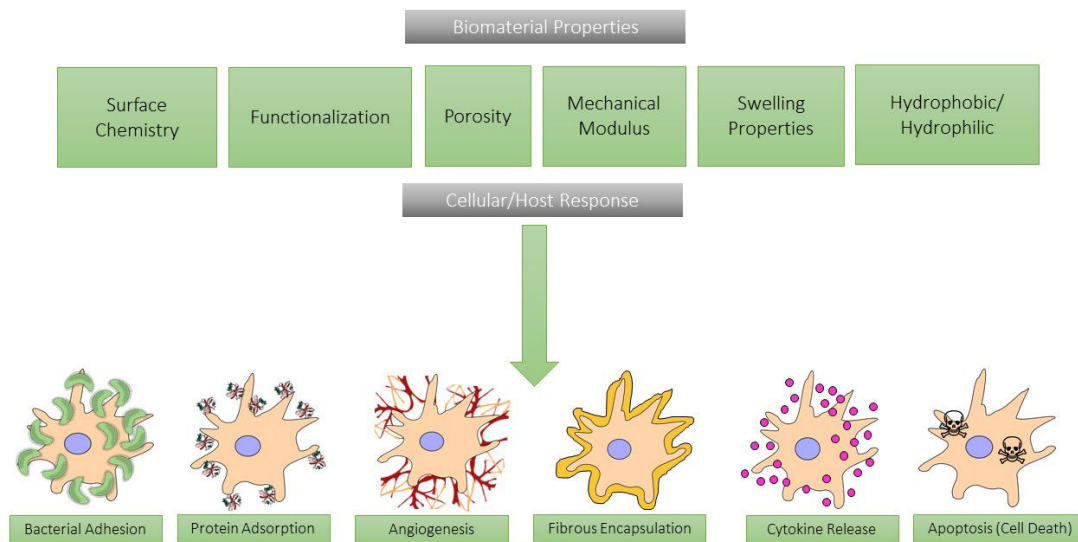 Biomaterial Properties
Surface
Chemistry
Functionalization
Porosity
Mechanical
Modulus
Swelling
Properties
Hydrophobic/
Hydrophilic
Cellular/Host Response
Bacterial Adhesion
Protein Adsorption
Angiogenesis
Fibrous Encapsulation
Cytokine Release
Apoptosis (Cell Death)